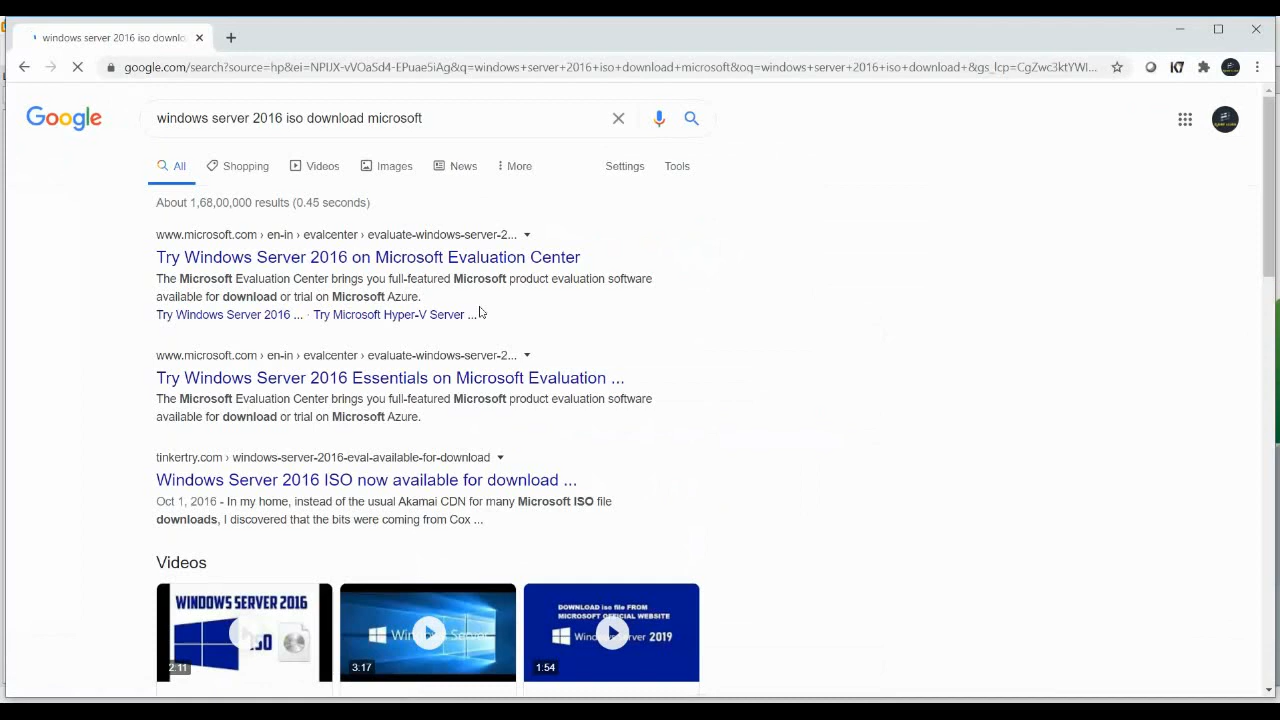 windows server 2016 iso downlo
google.com/search?source=hp&ei=NPIJX-vVOaSd4-EPuae5iAg&q=windows+server+2016+iso+download+microsoft&oq=windows+server+2016+iso+download+&gs_lcp=CgZwc3ktYWI...
Google
windows server 2016 iso download microsoft
All Shopping Videos Images News More Settings Tools
About 1,68,00,000 results (0.45 seconds)
www.microsoft.com › en-in › evalcenter › evaluate-windows-server-2...
Try Windows Server 2016 on Microsoft Evaluation Center
The Microsoft Evaluation Center brings you full-featured Microsoft product evaluation software
available for download or trial on Microsoft Azure.
Try Windows Server 2016 ... · Try Microsoft Hyper-V Server ...
www.microsoft.com › en-in › evalcenter › evaluate-windows-server-2...
Try Windows Server 2016 Essentials on Microsoft Evaluation ...
The Microsoft Evaluation Center brings you full-featured Microsoft product evaluation software
available for download or trial on Microsoft Azure.
tinkertry.com › windows-server-2016-eval-available-for-download
Windows Server 2016 ISO now available for download ...
Oct 1, 2016 - In my home, instead of the usual Akamai CDN for many Microsoft ISO file
downloads, I discovered that the bits were coming from Cox ...
Videos
WINDOWS SERVER 2016
ISO
2:11
Windows Server
3:17
DOWNLOAD iso file FROM
MICROSOFT OFFICIAL WEBSITE
Windows Server 2019
1:54